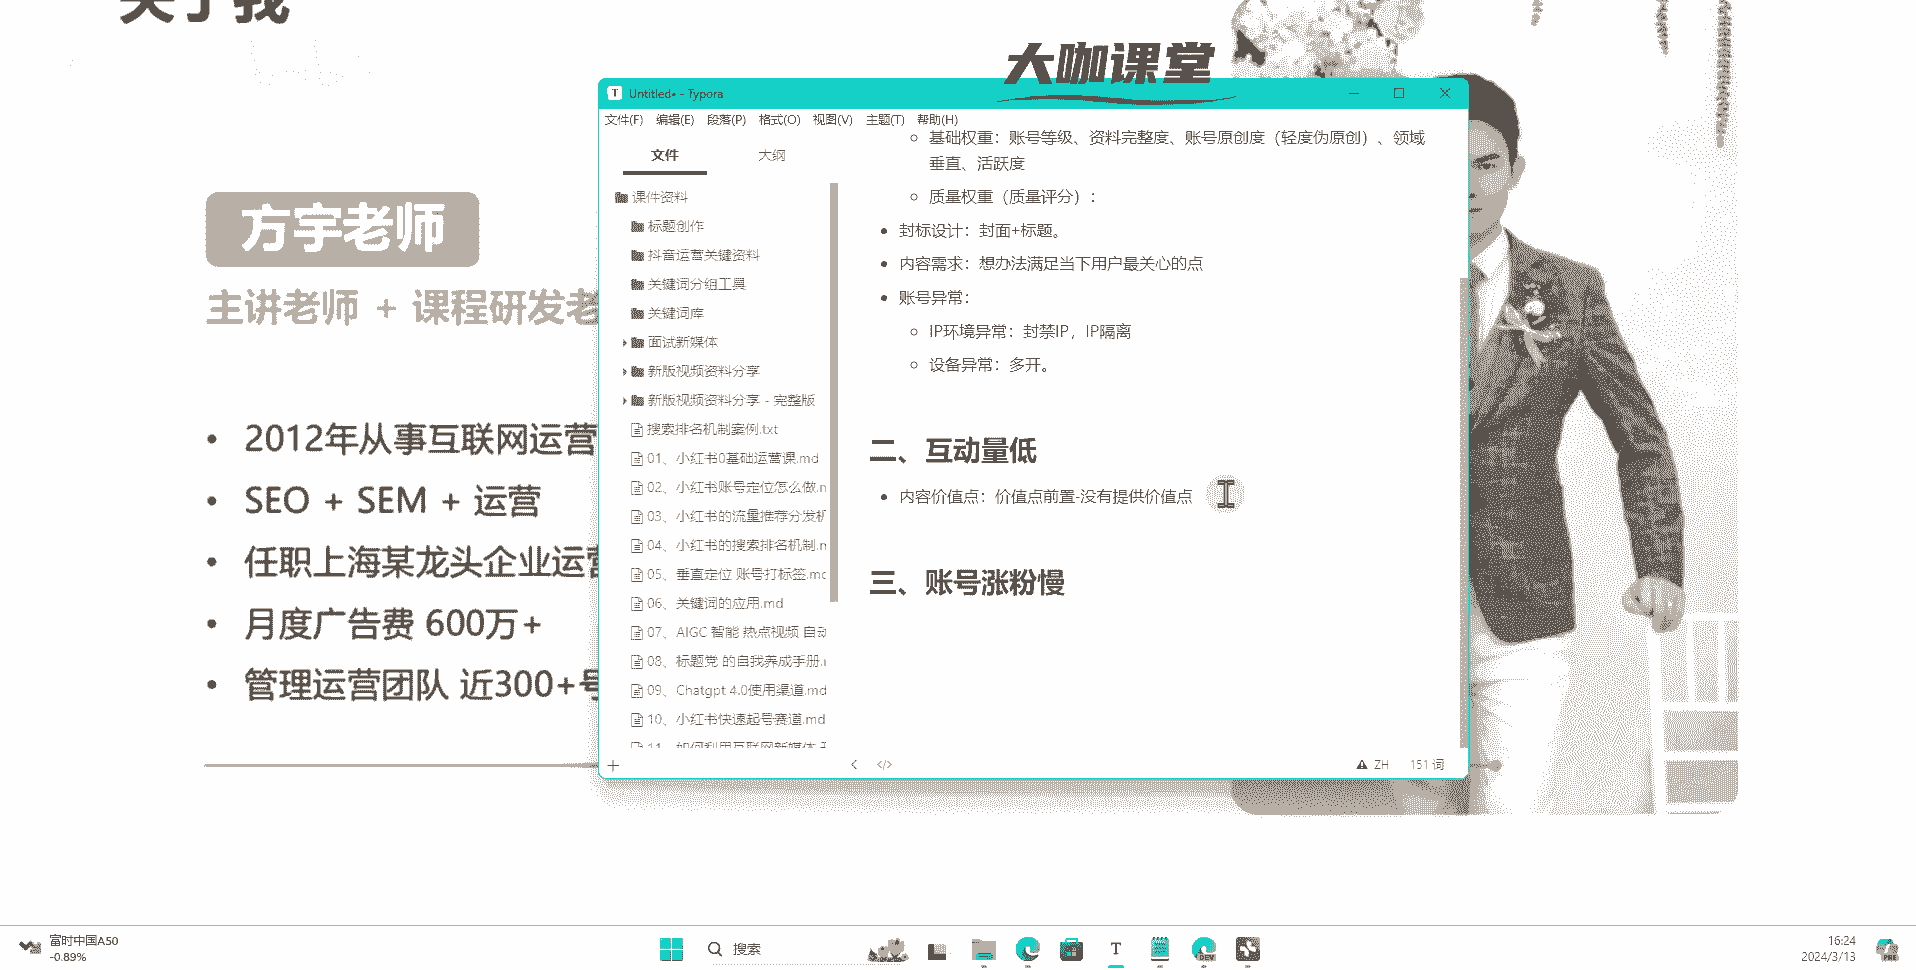 关于我
大咖课堂
方宇老师
主讲老师 + 课程研发老
2012年从事互联网运营
SEO + SEM + 运营
任职上海某龙头企业运营
月度广告费 600万+
管理运营团队 近300+号
Untitled• - Typora
文件(F) 编辑(E) 段落(P) 格式(O) 视图(V) 主题(T) 帮助(H)
文件 大纲
课件资料
标题创作
抖音运营关键资料
关键词分组工具
关键词库
面试新媒体
新版视频资料分享
新版视频资料分享 - 完整版
搜索排名机制案例.txt
01、小红书0基础运营课.md
02、小红书账号定位怎么做.n
03、小红书的流量推荐分发机
04、小红书的搜索排名机制.n
05、垂直定位 账号打标签.mc
06、关键词的应用.md
07、AIGC 智能 热点视频 自动
08、标题党 的自我养成手册.
09、Chatgpt 4.0使用渠道.md
10、小红书快速起号赛道.md
11、如何利用互联网新媒体
基础权重：账号等级、资料完整度、账号原创度（轻度伪原创）、领域
垂直、活跃度
质量权重（质量评分）：
封标设计：封面+标题。
内容需求：想办法满足当下用户最关心的点
账号异常：
IP环境异常：封禁IP，IP隔离
设备异常：多开。
二、互动量低
内容价值点：价值点前置-没有提供价值点
三、账号涨粉慢
ZH 151 词
富时中国A50
-0.89%
搜索
T
DEV
16:24
2024/3/13
PRE